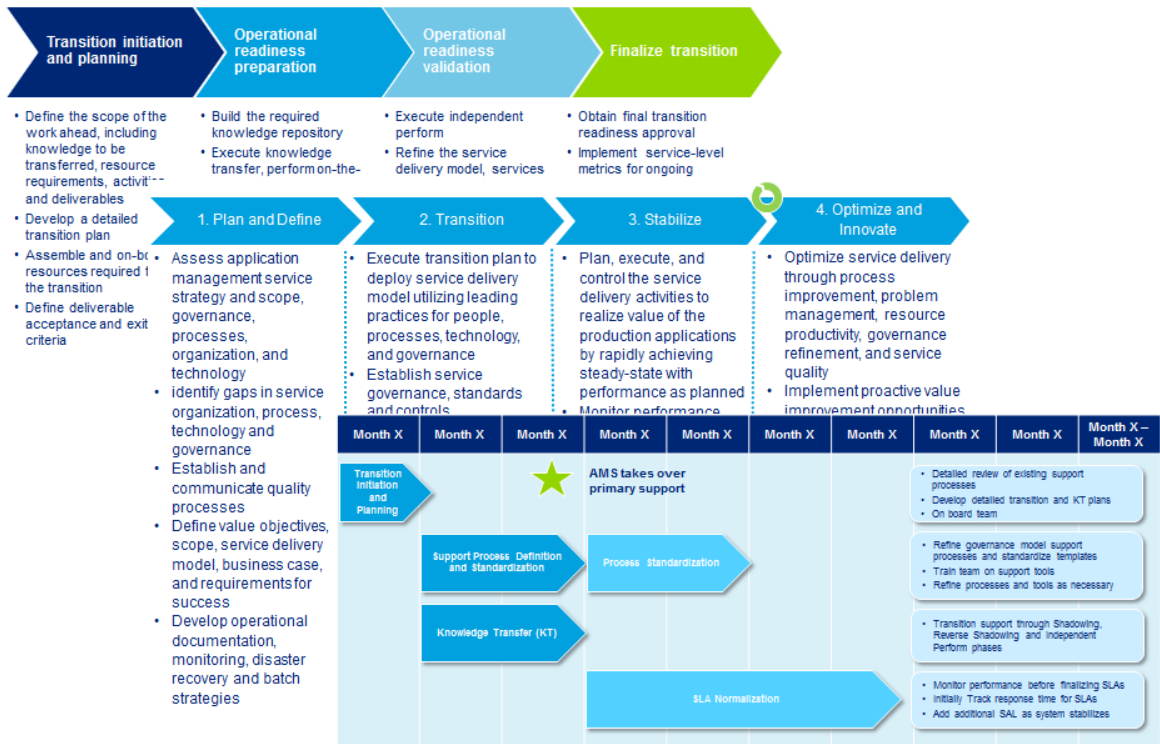 Transition initiation
and planning
Operational
readiness
preparation
Operational
readiness
validation
Finalize transition
• Define the scope of the
work ahead, including
knowledge to be
transferred, resource
requirements,
and deliverables
• Develop a detailed
transition plan
• Assemble and
resources required
the transition
• Define deliverable
acceptance and exit
criteria
• Build the required
knowledge repository
• Execute knowledge
transfer, perform on-the-
• Execute independent
perform
• Refine the service
delivery model, services
• Obtain final transition
readiness approval
• Implement service-level
metrics for ongoing
1. Plan and Define
2. Transition
3. Stabilize
4. Optimize and
Innovate
• Assess application
management service
strategy and scope,
governance,
processes,
organization, and
technology
• identify gaps in service
organization, process,
technology and
governance
• Establish and
communicate quality
processes
• Define value objectives,
scope, service delivery
model, business case,
and requirements for
success
• Develop operational
documentation,
monitoring, disaster
recovery and batch
strategies
• Execute transition plan to
deploy service delivery
model utilizing leading
practices for people,
processes, technology,
and governance
• Establish service
governance, standards
and controls
• Plan, execute, and
control the service
delivery activities to
realize value of the
production applications
by rapidly achieving
steady-state with
performance as planned
• Monitor performance
• Optimize service delivery
through process
improvement, problem
management, resource
productivity, governance
refinement, and service
quality
• Implement proactive value
improvement opportunities
Month X
Month X
Month X
Month X
Month X
Month X
Month X
Month X
Month X
Month X –
Month X
Transition
Initiation
and
Planning
AMS takes over
primary support
• Detailed review of existing support
processes
• Develop detailed transition and KT plans
• On board team
Support Process Definition
and Standardization
Process Standardization
• Refine governance model support
processes and standardize templates
• Train team on support tools
• Refine processes and tools as necessary
Knowledge Transfer (KT)
• Transition support through Shadowing,
Reverse Shadowing and Independent
Perform phases
SLA Normalization
• Monitor performance before finalizing SLAs
• Initially Track response time for SLAs
• Add additional SAL as system stabilizes